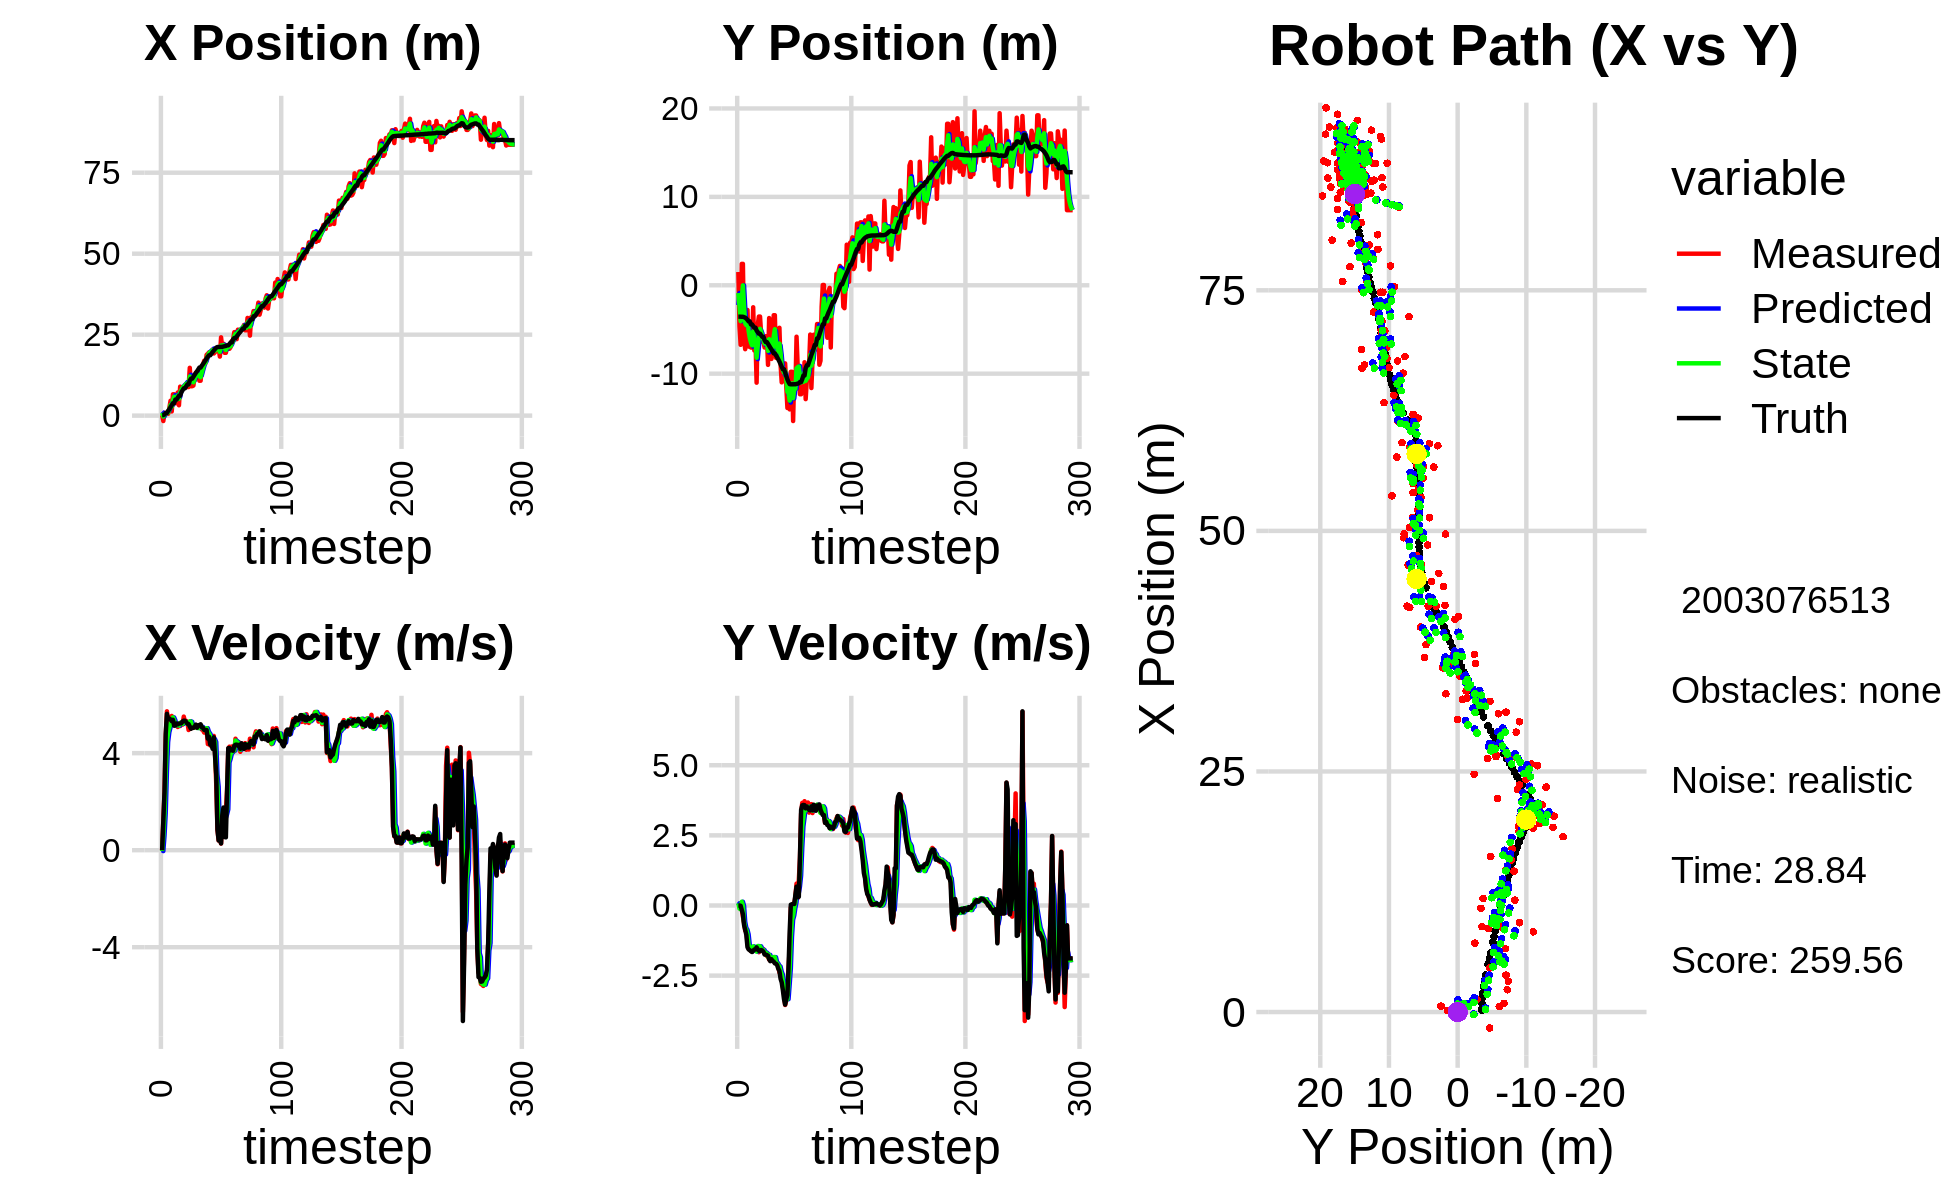 X Position (m)
75
50
25
0
0 100 200 300
timestep
Y Position (m)
20
10
0
-10
0 100 200 300
timestep
X Velocity (m/s)
4
0
-4
0 100 200 300
timestep
Y Velocity (m/s)
5.0
2.5
0.0
-2.5
0 100 200 300
timestep
Robot Path (X vs Y)
X Position (m)
75
50
25
0
20 10 0 -10 -20
Y Position (m)
variable
Measured
Predicted
State
Truth
2003076513
Obstacles: none
Noise: realistic
Time: 28.84
Score: 259.56